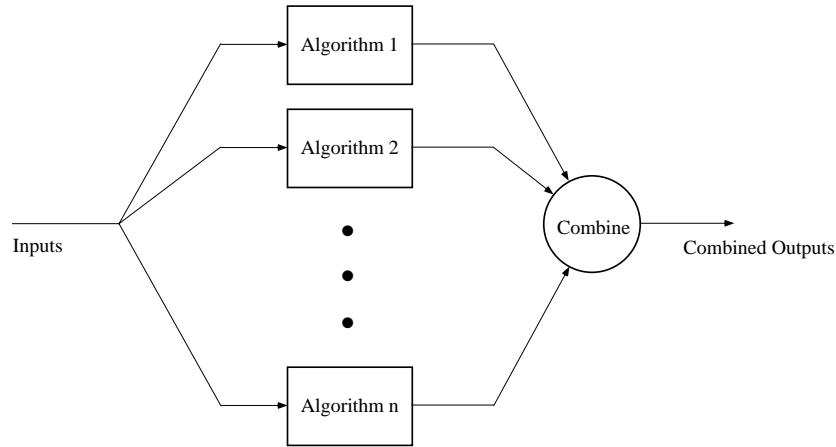 Algorithm 1
Algorithm 2
Inputs
Combine
Combined Outputs
Algorithm n